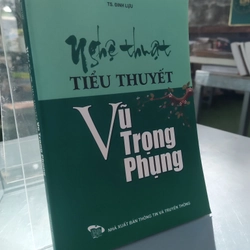 TS. ĐINH LỰU
Nghệ thuật
TIỂU THUYẾT
Vũ
Trọng
Phụng
NHÀ XUẤT BẢN THÔNG TIN VÀ TRUYỀN THÔNG